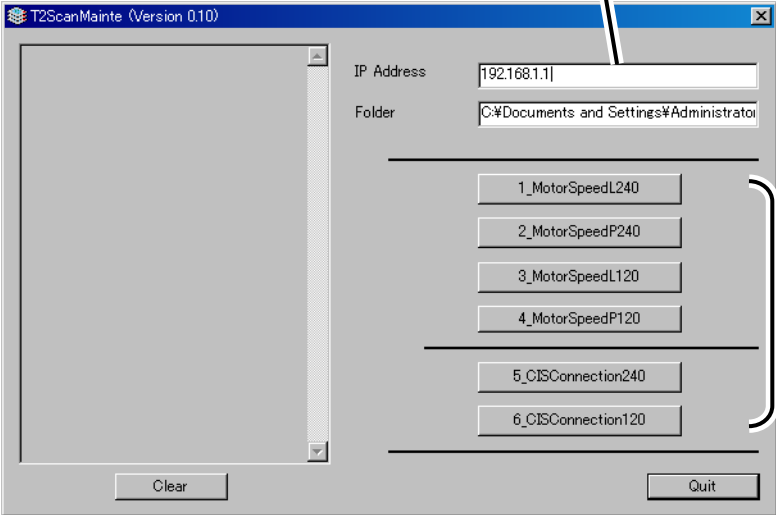 T2ScanMainte (Version 0.10)
IP Address
192.168.1.1
Folder
C:¥Documents and Settings¥Administrator
1_MotorSpeedL240
2_MotorSpeedP240
3_MotorSpeedL120
4_MotorSpeedP120
5_CISConnection240
6_CISConnection120
Clear
Quit